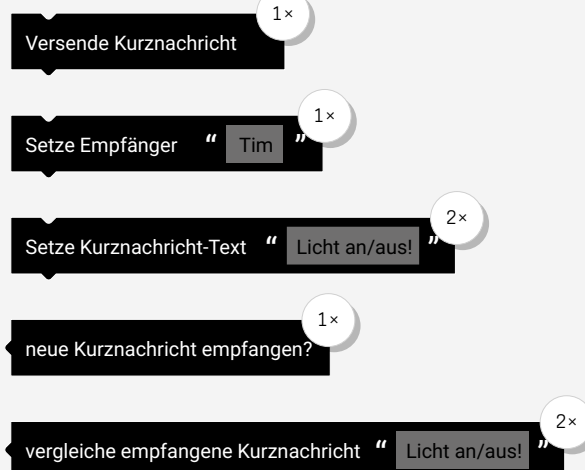 1×
Versende Kurznachricht
1×
Setze Empfänger “ Tim ”
2×
Setze Kurznachricht-Text “ Licht an/aus! ”
1×
neue Kurznachricht empfangen?
2×
vergleiche empfangene Kurznachricht “ Licht an/aus! ”